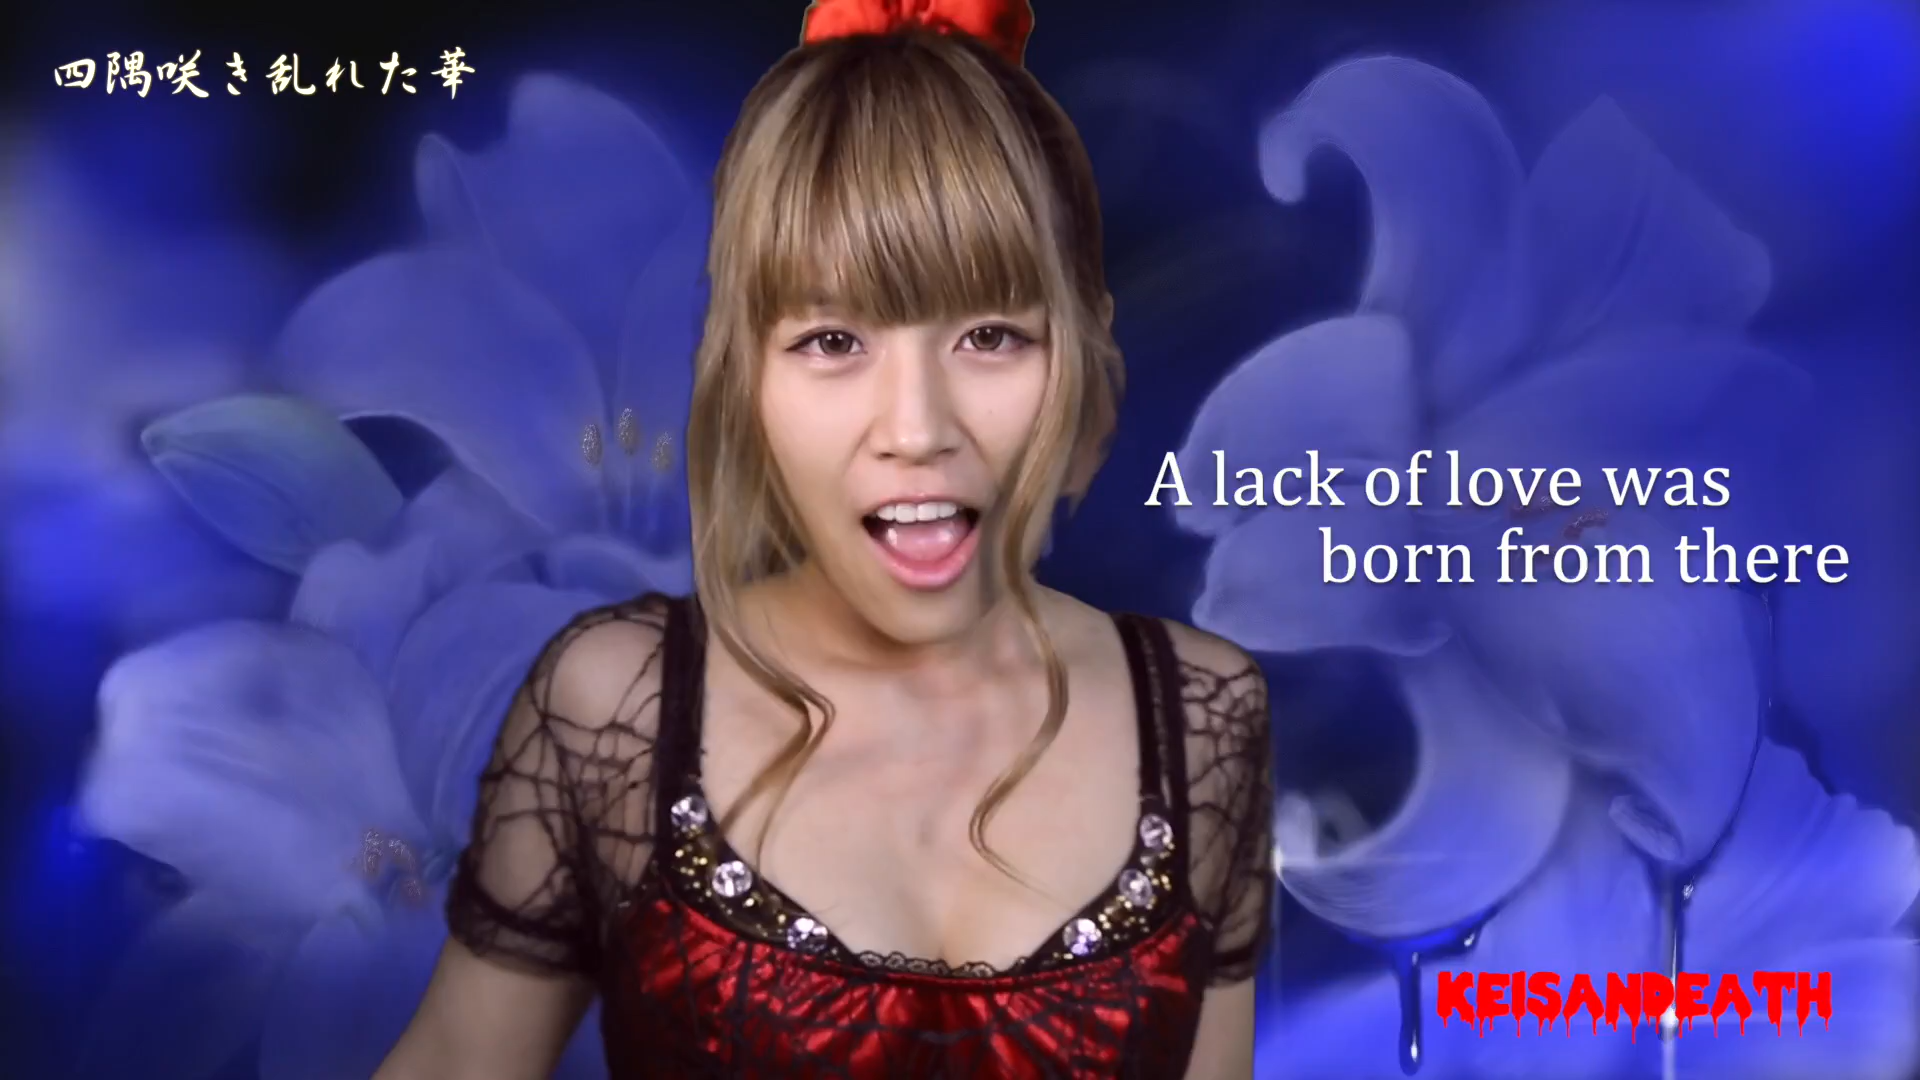 四隅咲き乱れた華
A lack of love was
born from there
KEISANDEATH